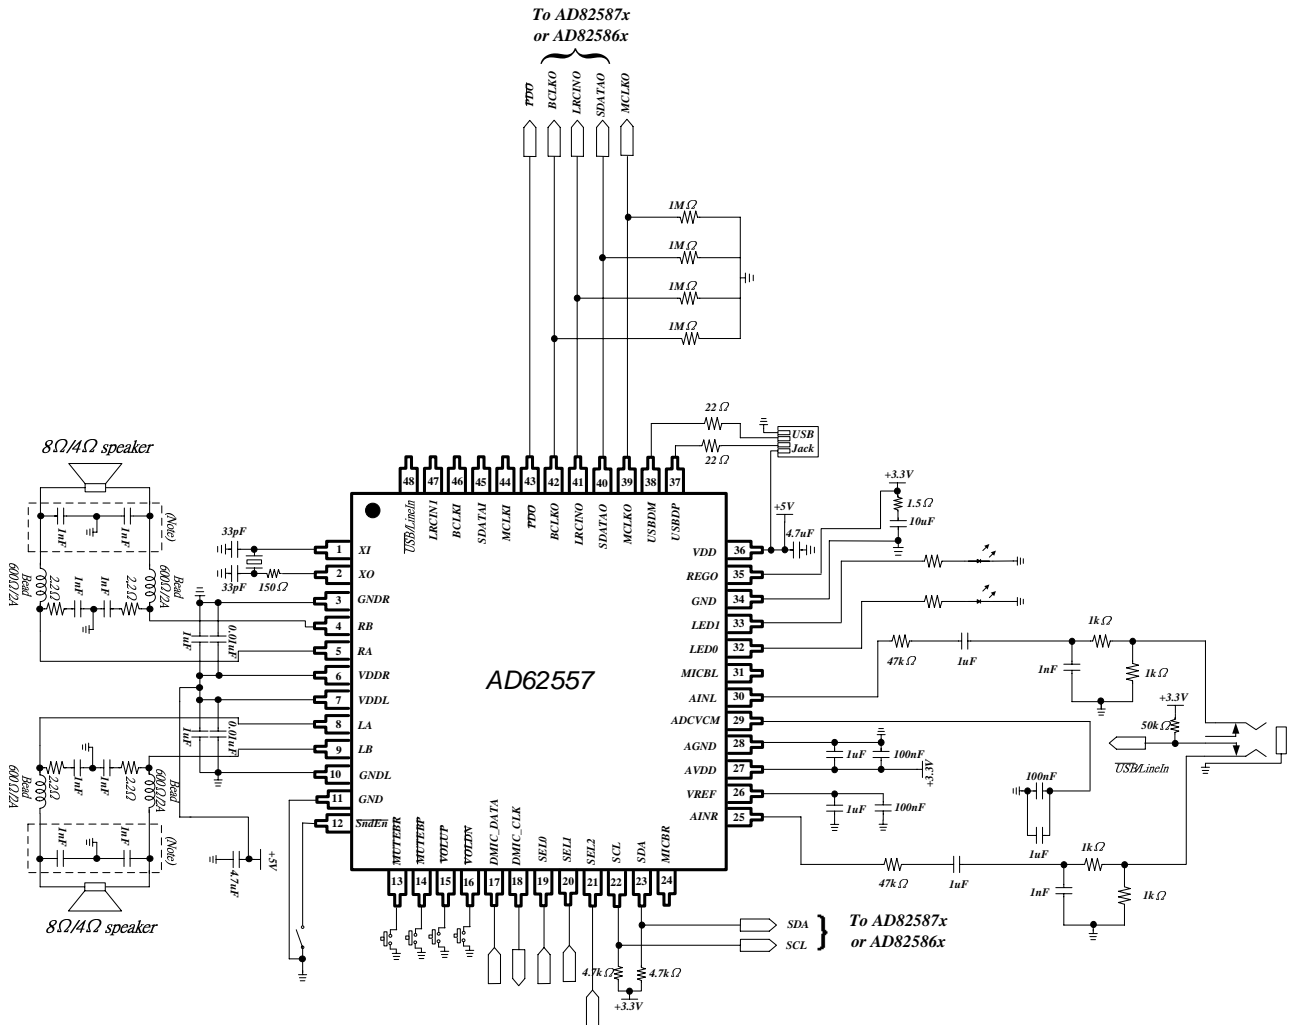 To AD82587x
or AD82586x
PDO
BCLKO
LRCINO
SDATAO
MCLKO
1MΩ
1MΩ
1MΩ
1MΩ
22Ω
22Ω
USB
Jack
+5V
4.7uF
+3.3V
1.5Ω
10uF
8Ω/4Ω speaker
(Note)
1nF
1nF
Bead
600Ω/2A
2.2Ω
1nF
1nF
2.2Ω
Bead
600Ω/2A
33pF
33pF
150Ω
1uF
0.01uF
1uF
0.01uF
Bead
600Ω/2A
2.2Ω
1nF
1nF
2.2Ω
Bead
600Ω/2A
1nF
1nF
(Note)
8Ω/4Ω speaker
4.7uF
+5V
48 47 46 45 44 43 42 41 40 39 38 37
USB/LineIn
LRCINI
BCLKI
SDATAI
MCLKI
PDO
BCLKO
LRCINO
SDATAO
MCLKO
USBDM
USBDP
1 XI
2 XO
3 GNDR
4 RB
5 RA
6 VDDR
7 VDDL
8 LA
9 LB
10 GNDL
11 GND
12 SndEn
AD62557
VDD 36
REGO 35
GND 34
LED1 33
LED0 32
MICBL 31
AINL 30
ADCVCM 29
AGND 28
AVDD 27
VREF 26
AINR 25
MUTEBR
MUTEBP
VOLUP
VOLDN
DMIC_DATA
DMIC_CLK
SEL0
SEL1
SEL2
SCL
SDA
MICBR
13 14 15 16 17 18 19 20 21 22 23 24
47kΩ
1uF
1nF
1kΩ
1kΩ
+3.3V
50kΩ
USB/LineIn
1uF
100nF
+3.3V
1uF
100nF
100nF
1uF
47kΩ
1uF
1nF
1kΩ
1kΩ
SDA
SCL
}
To AD82587x
or AD82586x
4.7kΩ
4.7kΩ
+3.3V